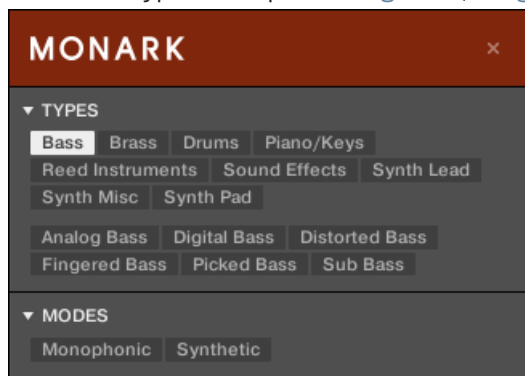 MONARK ×
▼ TYPES
Bass Brass Drums Piano/Keys
Reed Instruments Sound Effects Synth Lead
Synth Misc Synth Pad
Analog Bass Digital Bass Distorted Bass
Fingered Bass Picked Bass Sub Bass
▼ MODES
Monophonic Synthetic